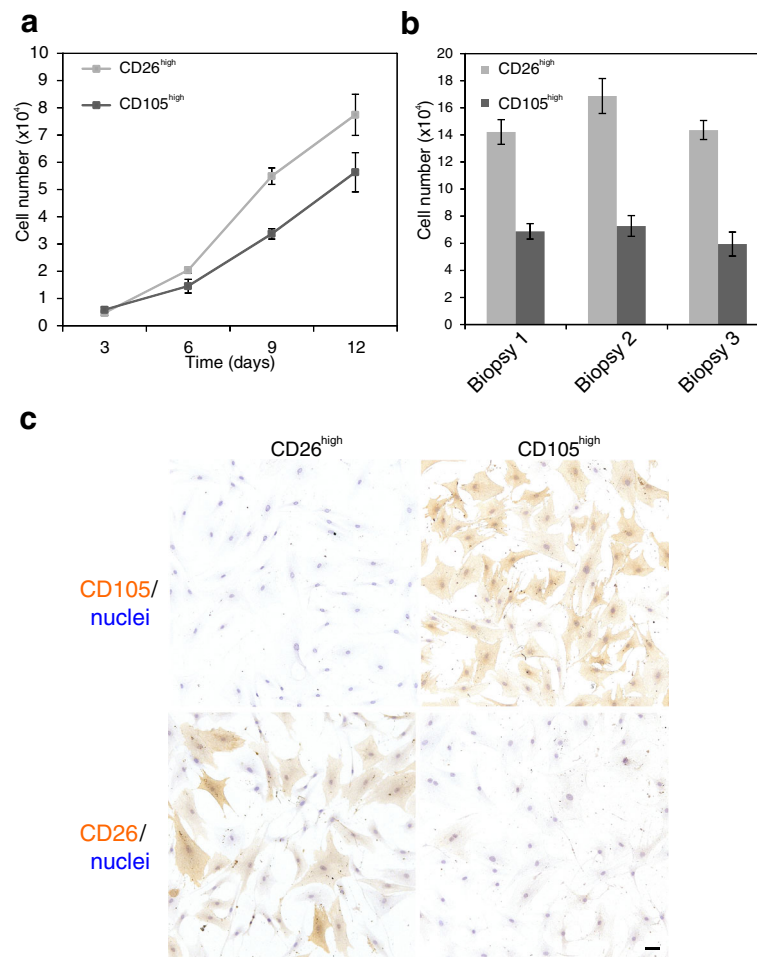 a
10
9
8
7
6
5
4
3
2
1
0
Cell number (x10⁴)
CD26high
CD105high
3 6 9 12
Time (days)
b
20
18
16
14
12
10
8
6
4
2
0
Cell number (x10⁴)
CD26high
CD105high
Biopsy 1
Biopsy 2
Biopsy 3
c
CD26high CD105high
CD105/
nuclei
CD26/
nuclei